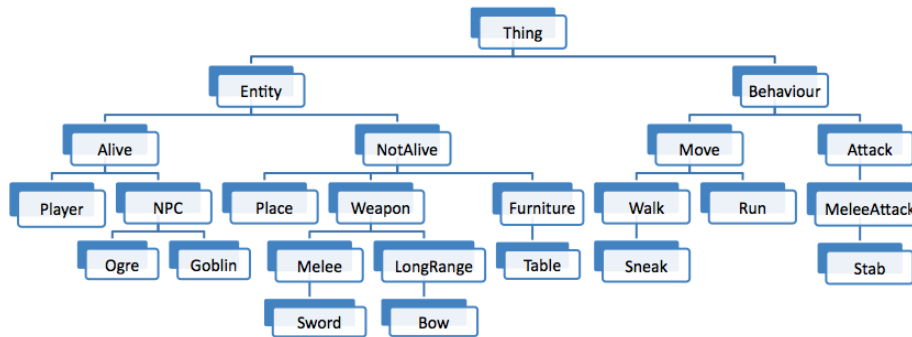 Thing
Entity
Behaviour
Alive
NotAlive
Move
Attack
Player
NPC
Place
Weapon
Furniture
Walk
Run
MeleeAttack
Ogre
Goblin
Melee
LongRange
Table
Sneak
Stab
Sword
Bow